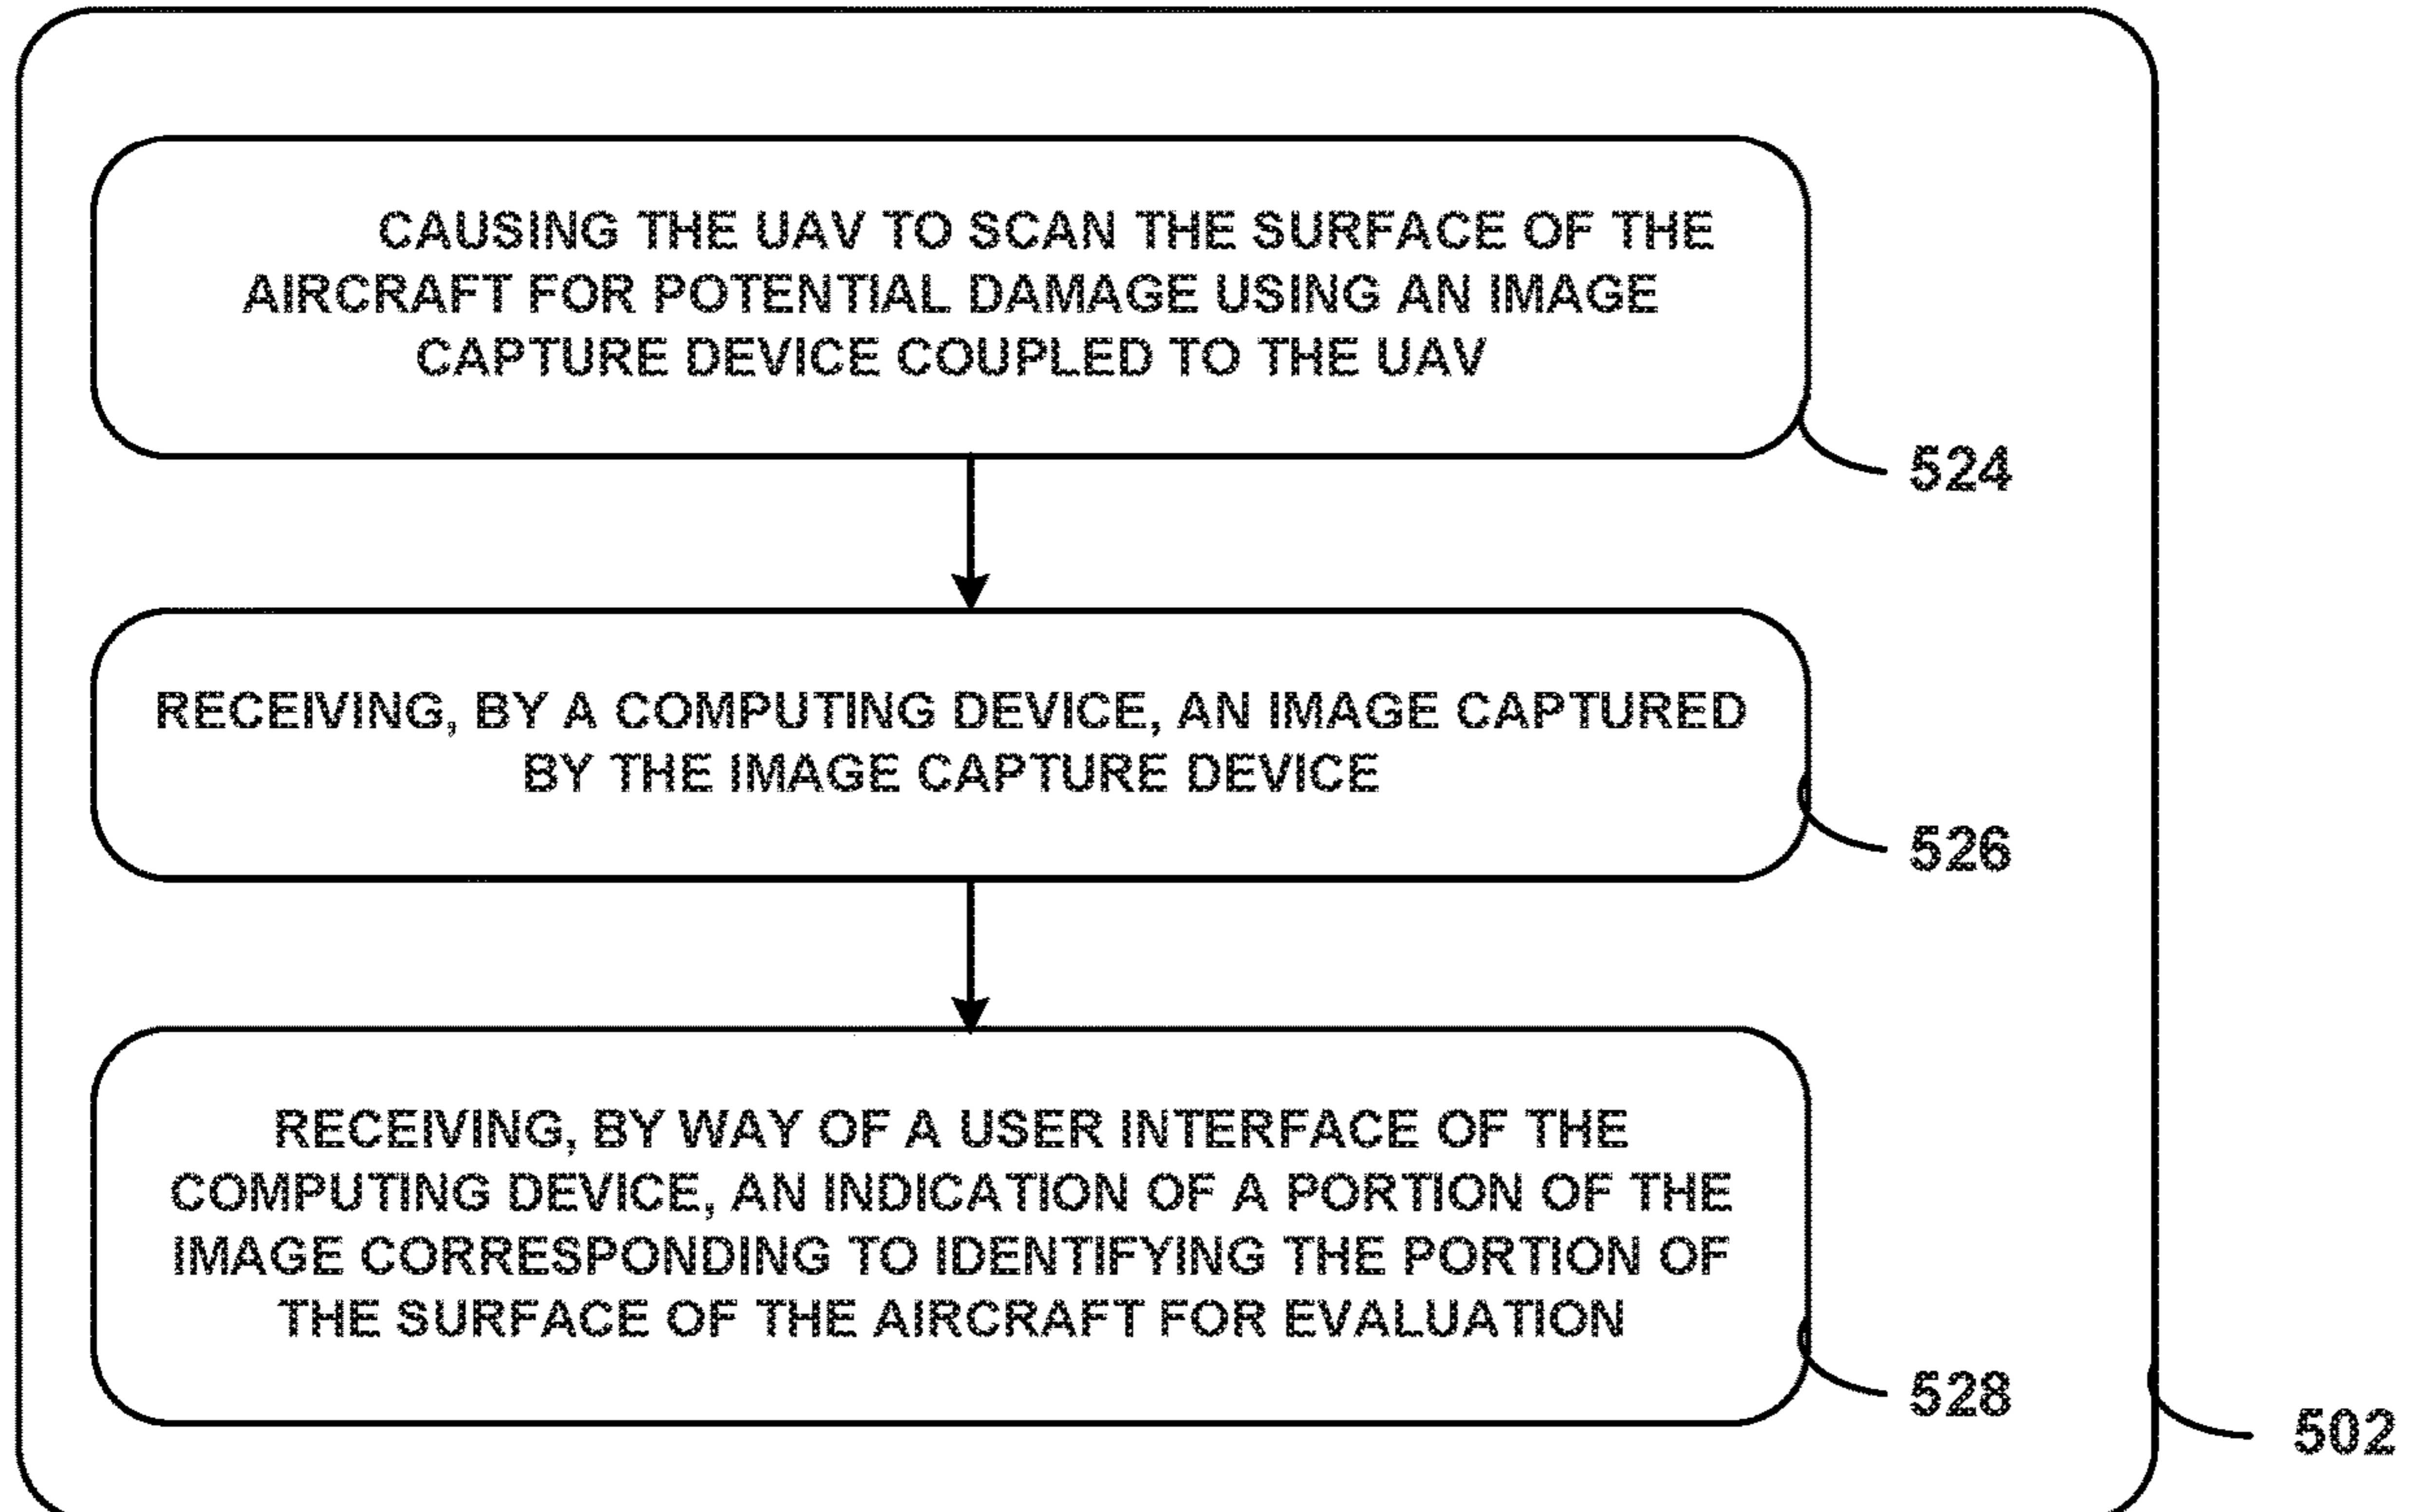 CAUSING THE UAV TO SCAN THE SURFACE OF THE
AIRCRAFT FOR POTENTIAL DAMAGE USING AN IMAGE
CAPTURE DEVICE COUPLED TO THE UAV
524
RECEIVING, BY A COMPUTING DEVICE, AN IMAGE CAPTURED
BY THE IMAGE CAPTURE DEVICE
526
RECEIVING, BY WAY OF A USER INTERFACE OF THE
COMPUTING DEVICE, AN INDICATION OF A PORTION OF THE
IMAGE CORRESPONDING TO IDENTIFYING THE PORTION OF
THE SURFACE OF THE AIRCRAFT FOR EVALUATION
528
502